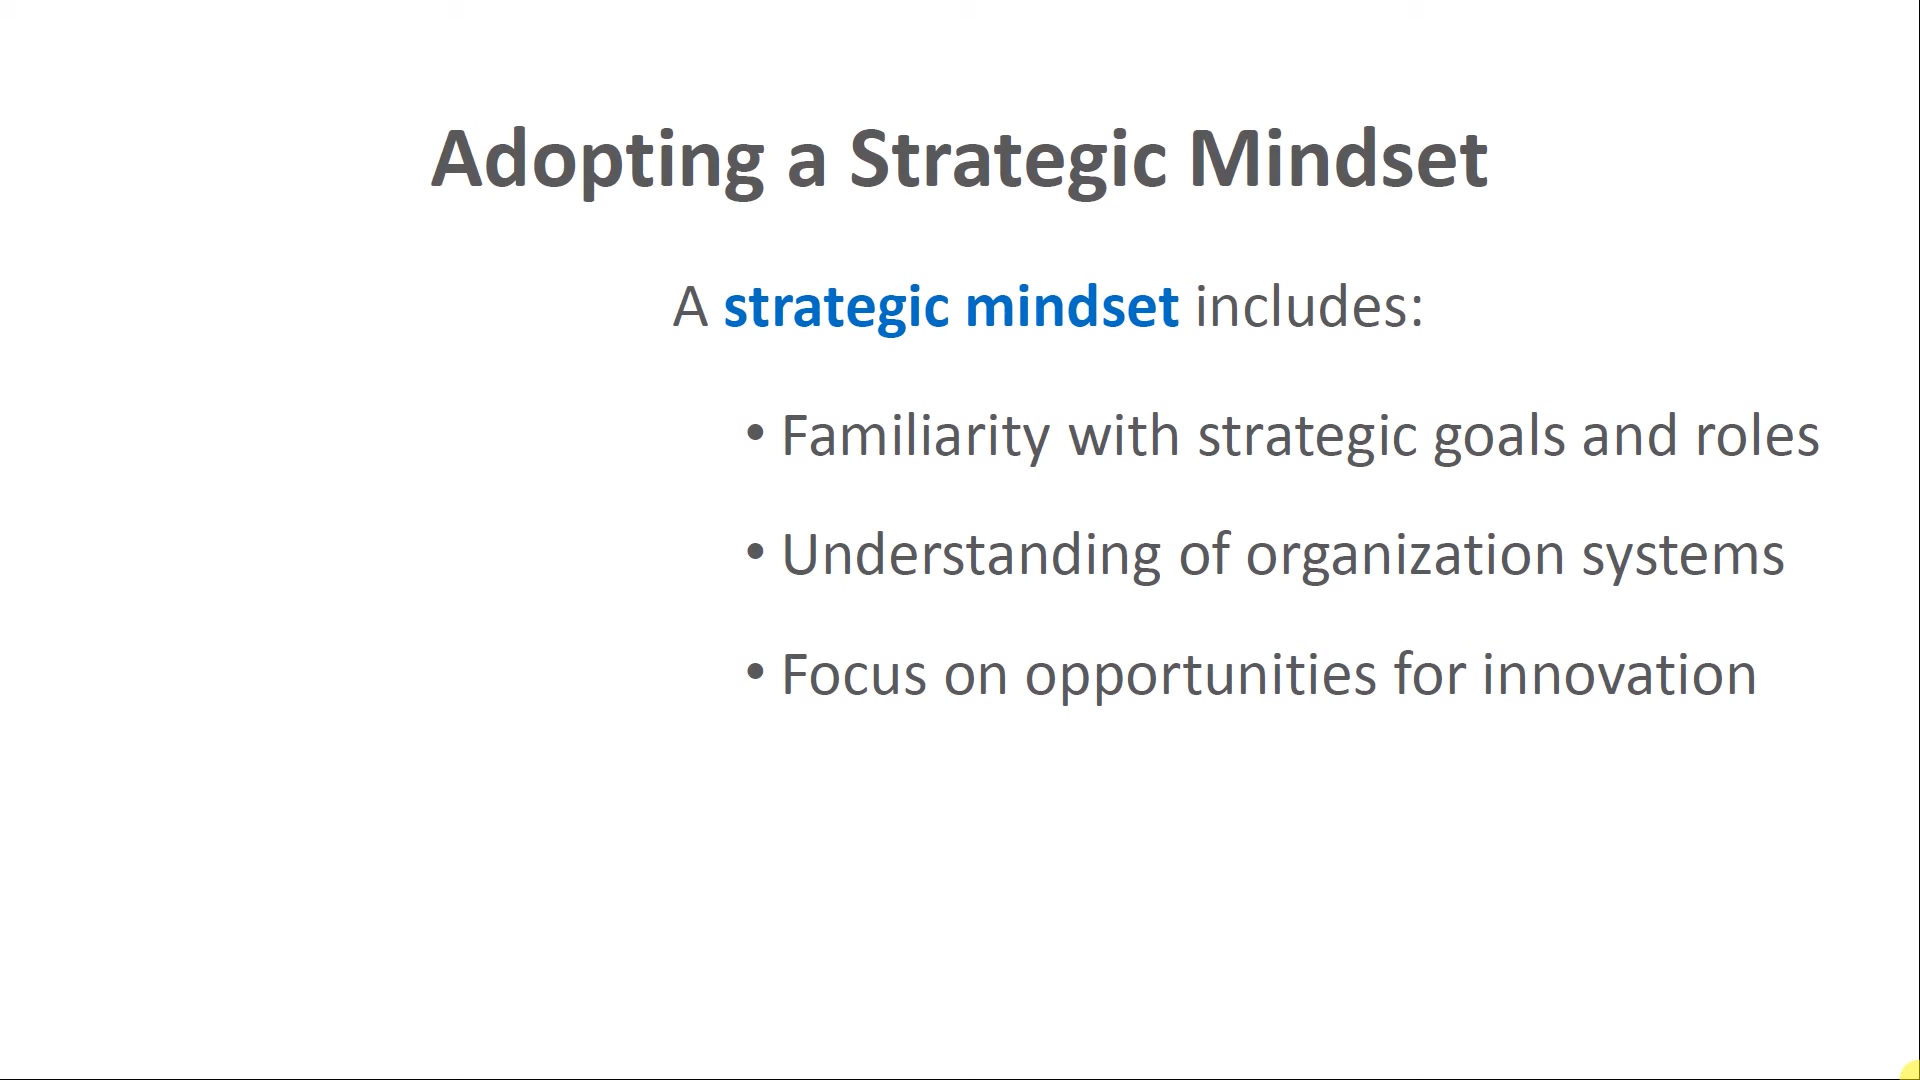 Adopting a Strategic Mindset
A strategic mindset includes:
• Familiarity with strategic goals and roles
• Understanding of organization systems
• Focus on opportunities for innovation